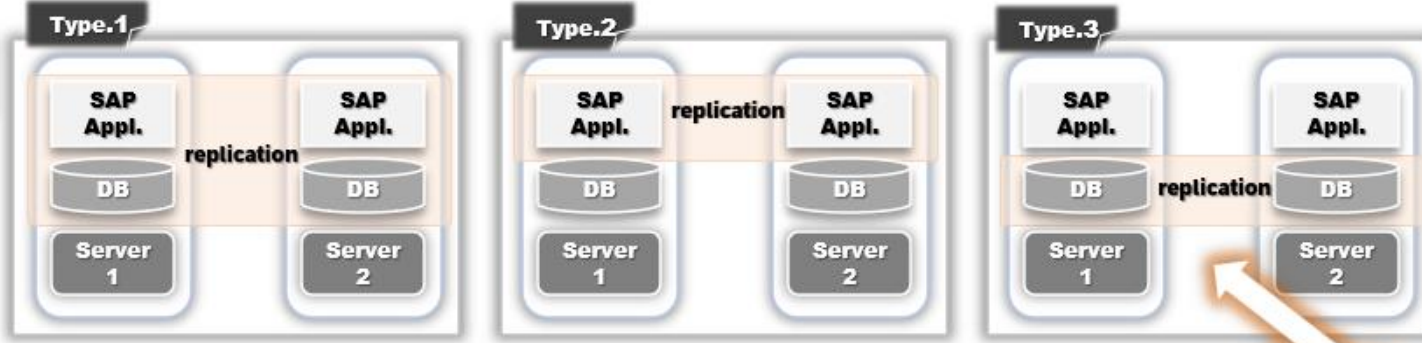 Type.1
SAP
Appl.
SAP
Appl.
replication
DB
DB
Server
1
Server
2
Type.2
SAP
Appl.
replication
SAP
Appl.
DB
DB
Server
1
Server
2
Type.3
SAP
Appl.
SAP
Appl.
DB
replication
DB
Server
1
Server
2